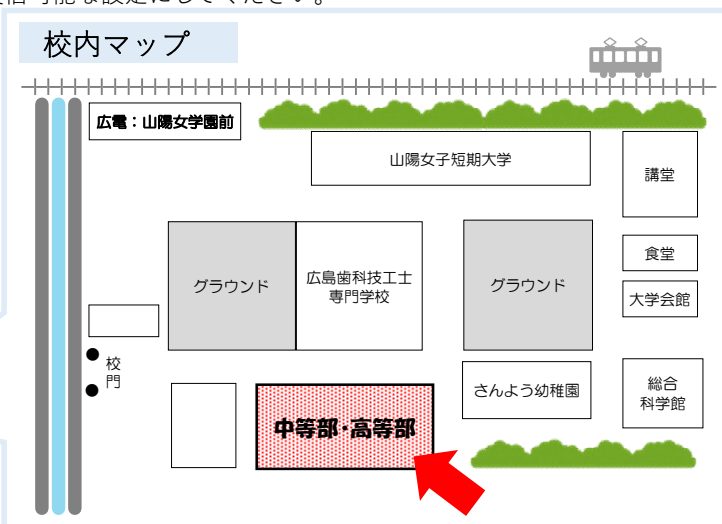 校内マップ
広電：山陽女学園前
山陽女子短期大学
講堂
グラウンド
広島歯科技工士
専門学校
グラウンド
食堂
大学会館
校
門
さんよう幼稚園
総合
科学館
中等部・高等部